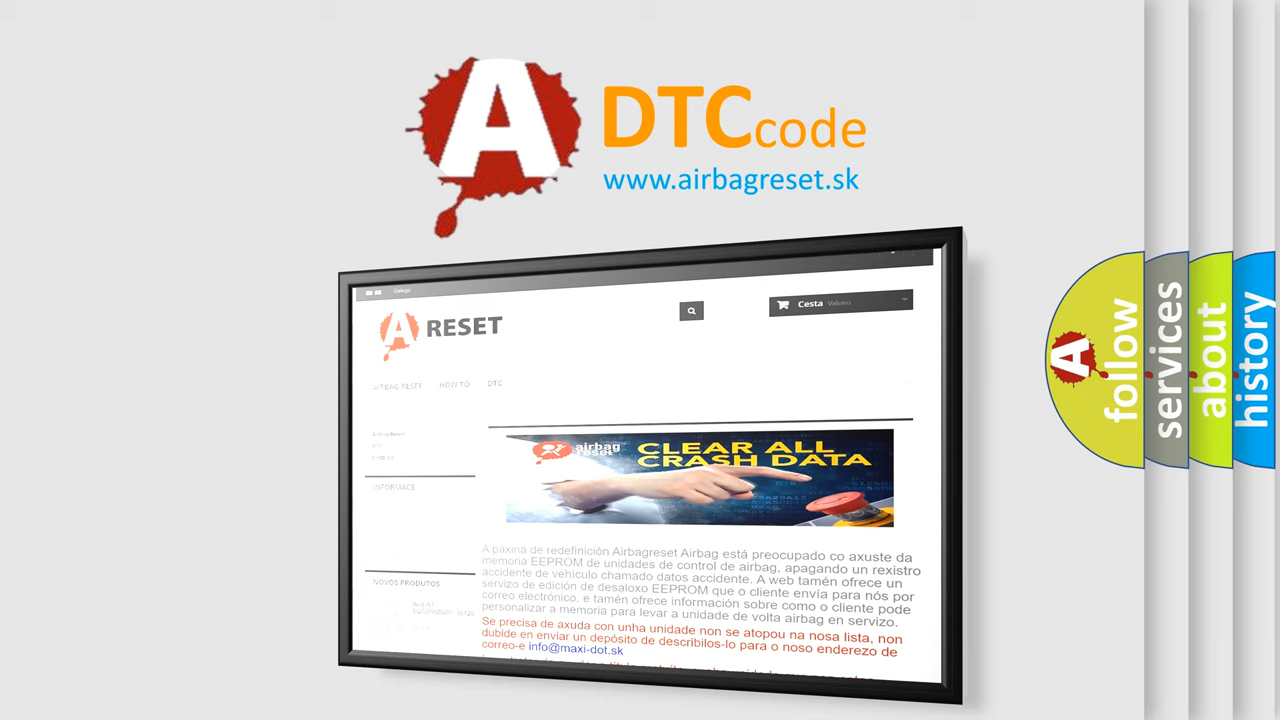 A DTCcode
www.airbagreset.sk
Galego
A RESET
Cesta Valeiro
AIRBAG RESET HOW TO DTC
HOW TO
INFORMACE
airbag
reset
CLEAR ALL
CRASH DATA
A páxina de redefinición Airbagreset Airbag está preocupado co axuste da
memoria EEPROM de unidades de control de airbag, apagando un rexistro
accidente de vehículo chamado datos accidente. A web tamén ofrece un
servizo de edición de desaloxo EEPROM que o cliente envía para nós por
correo electrónico, e tamén ofrece información sobre como o cliente pode
personalizar a memoria para levar a unidade de volta airbag en servizo.
Se precisa de axuda con unha unidade non se atopou na nosa lista, non
dubide en enviar un depósito de describilos-lo para o noso enderezo de
correo-e info@maxi-dot.sk
NOVOS PRODUTOS
A follow
services
about
history